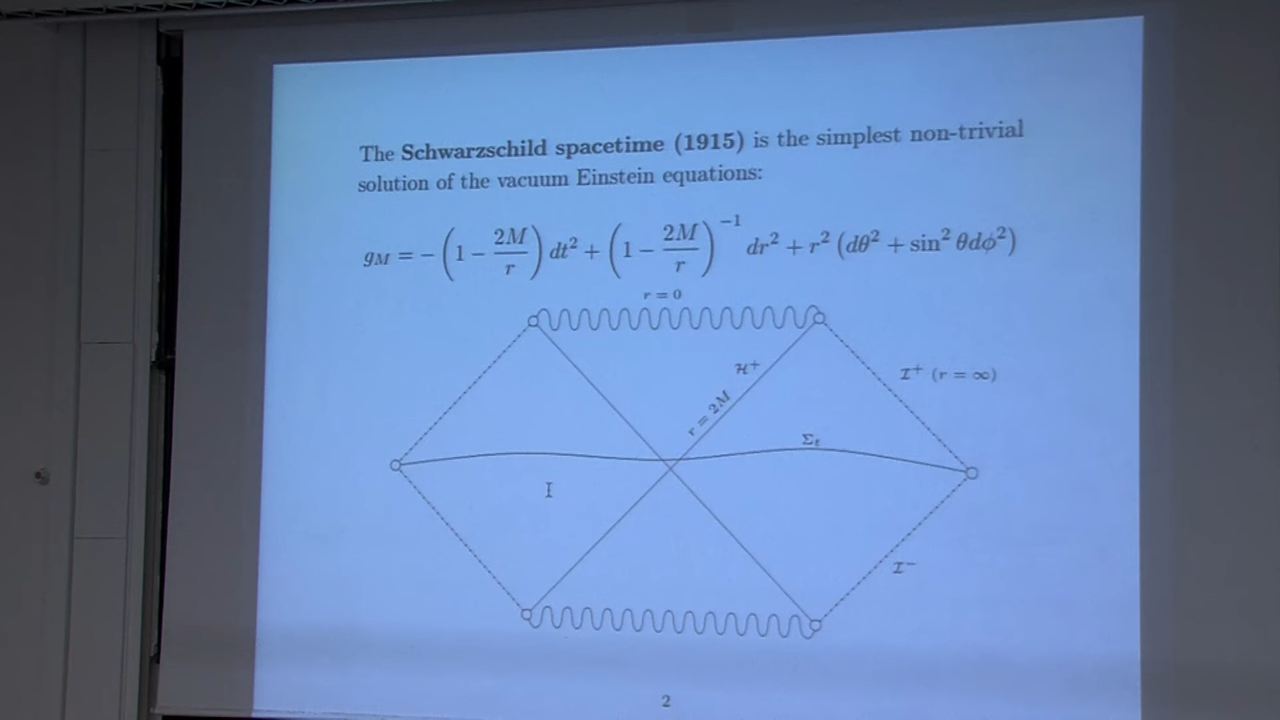 The Schwarzschild spacetime (1915) is the simplest non-trivial
solution of the vacuum Einstein equations:
g_M = −(1 − 2M/r) dt² + (1 − 2M/r)⁻¹ dr² + r² (dθ² + sin² θdϕ²)
r = 0
ℋ⁺
ℐ⁺ (r = ∞)
r = 2M
Σₜ
ℐ⁻
2